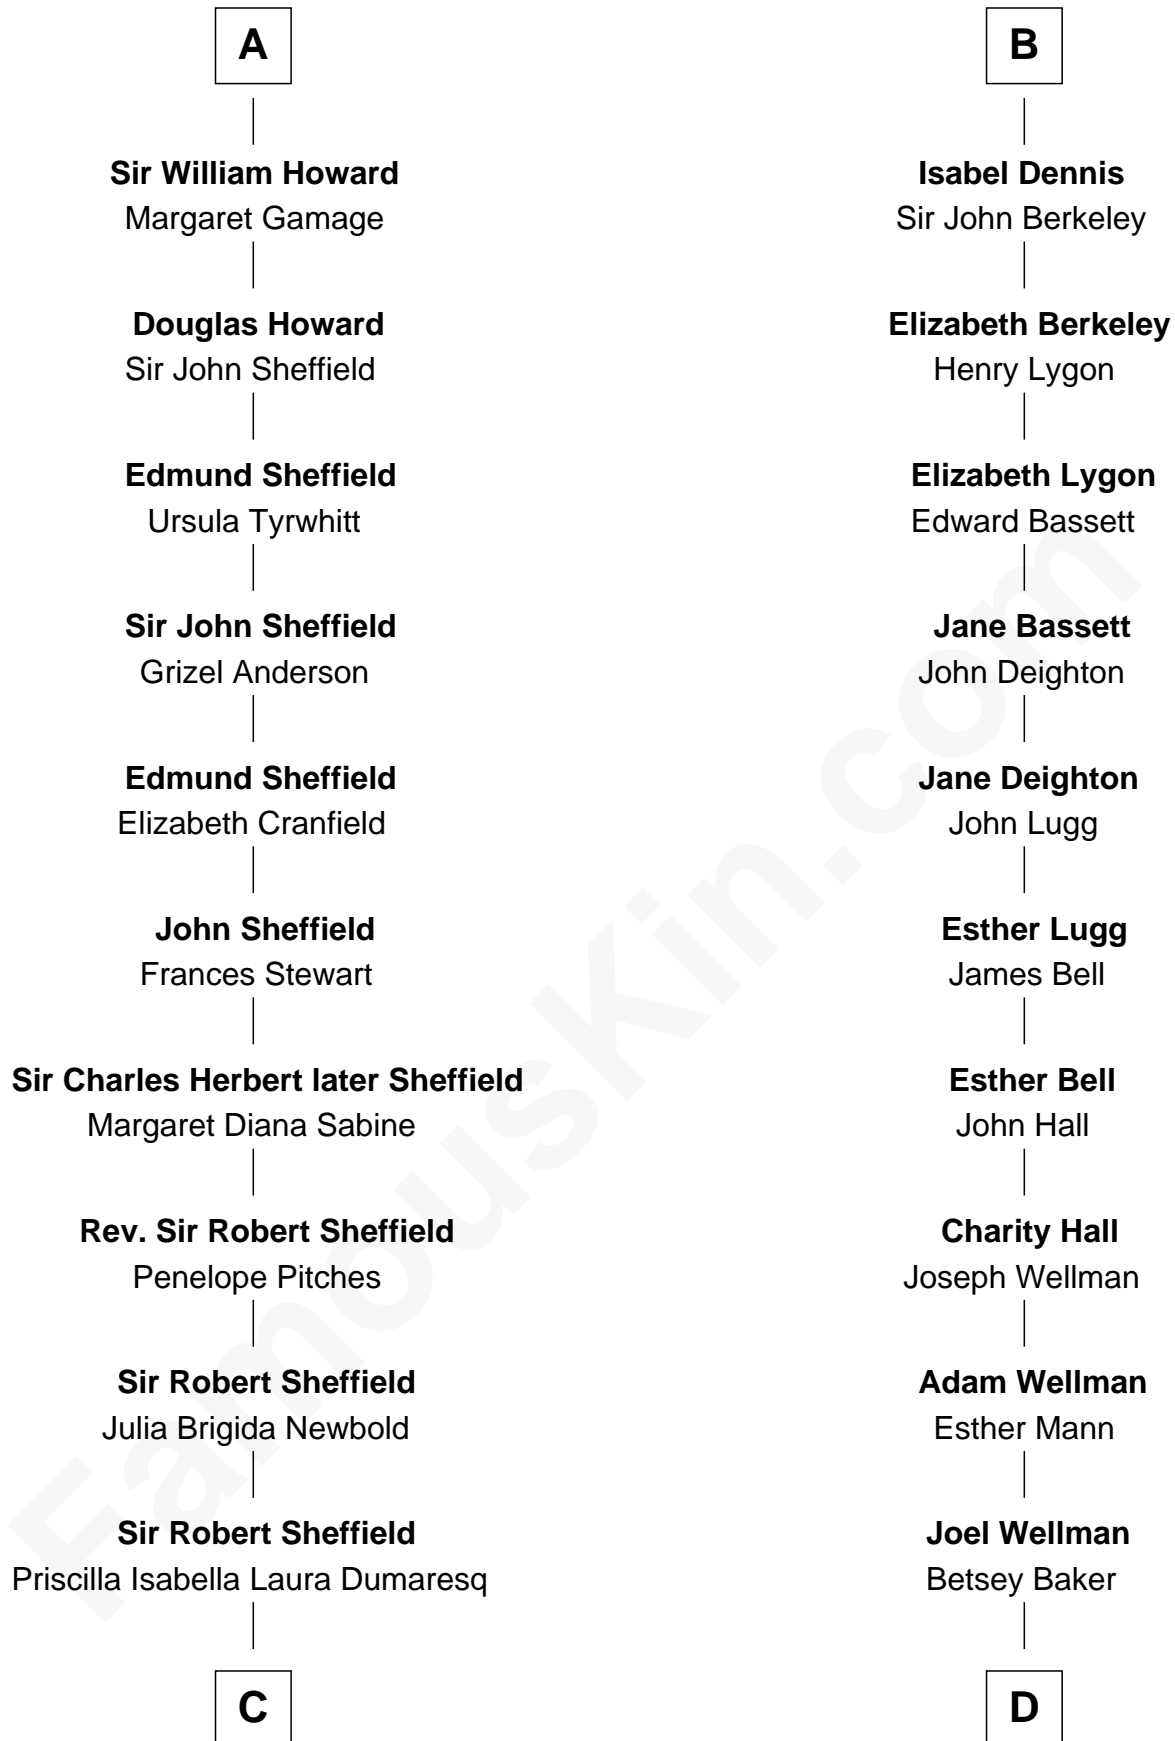 A
Sir William Howard
Margaret Gamage
Douglas Howard
Sir John Sheffield
Edmund Sheffield
Ursula Tyrwhitt
Sir John Sheffield
Grizel Anderson
Edmund Sheffield
Elizabeth Cranfield
John Sheffield
Frances Stewart
Sir Charles Herbert later Sheffield
Margaret Diana Sabine
Rev. Sir Robert Sheffield
Penelope Pitches
Sir Robert Sheffield
Julia Brigida Newbold
Sir Robert Sheffield
Priscilla Isabella Laura Dumaresq
C
B
Isabel Dennis
Sir John Berkeley
Elizabeth Berkeley
Henry Lygon
Elizabeth Lygon
Edward Bassett
Jane Bassett
John Deighton
Jane Deighton
John Lugg
Esther Lugg
James Bell
Esther Bell
John Hall
Charity Hall
Joseph Wellman
Adam Wellman
Esther Mann
Joel Wellman
Betsey Baker
D
FamousKin.com